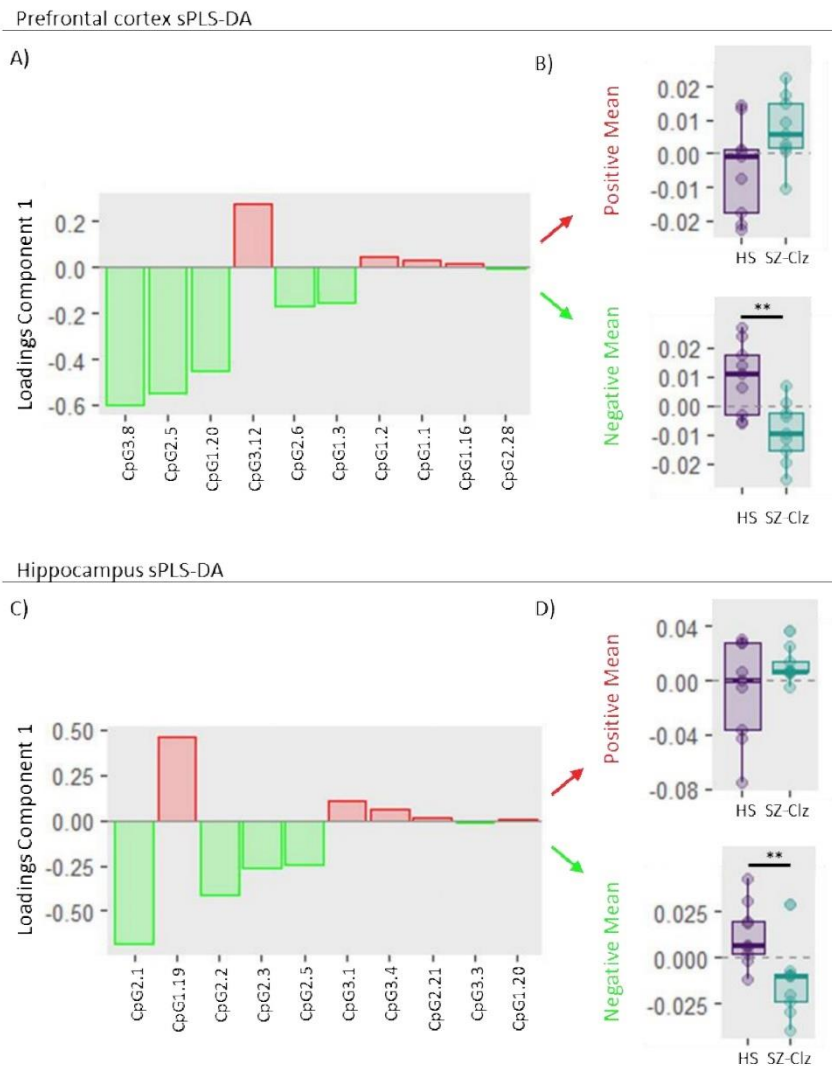 Prefrontal cortex sPLS-DA
A)
Loadings Component 1
0.2
0.0
-0.2
-0.4
-0.6
CpG3.8
CpG2.5
CpG1.20
CpG3.12
CpG2.6
CpG1.3
CpG1.2
CpG1.1
CpG1.16
CpG2.28
B)
Positive Mean
0.02
0.01
0.00
-0.01
-0.02
HS SZ-Clz
Negative Mean
**
0.02
0.01
0.00
-0.01
-0.02
HS SZ-Clz
Hippocampus sPLS-DA
C)
Loadings Component 1
0.50
0.25
0.00
-0.25
-0.50
CpG2.1
CpG1.19
CpG2.2
CpG2.3
CpG2.5
CpG3.1
CpG3.4
CpG2.21
CpG3.3
CpG1.20
D)
Positive Mean
0.04
0.00
-0.04
-0.08
HS SZ-Clz
Negative Mean
**
0.025
0.000
-0.025
HS SZ-Clz